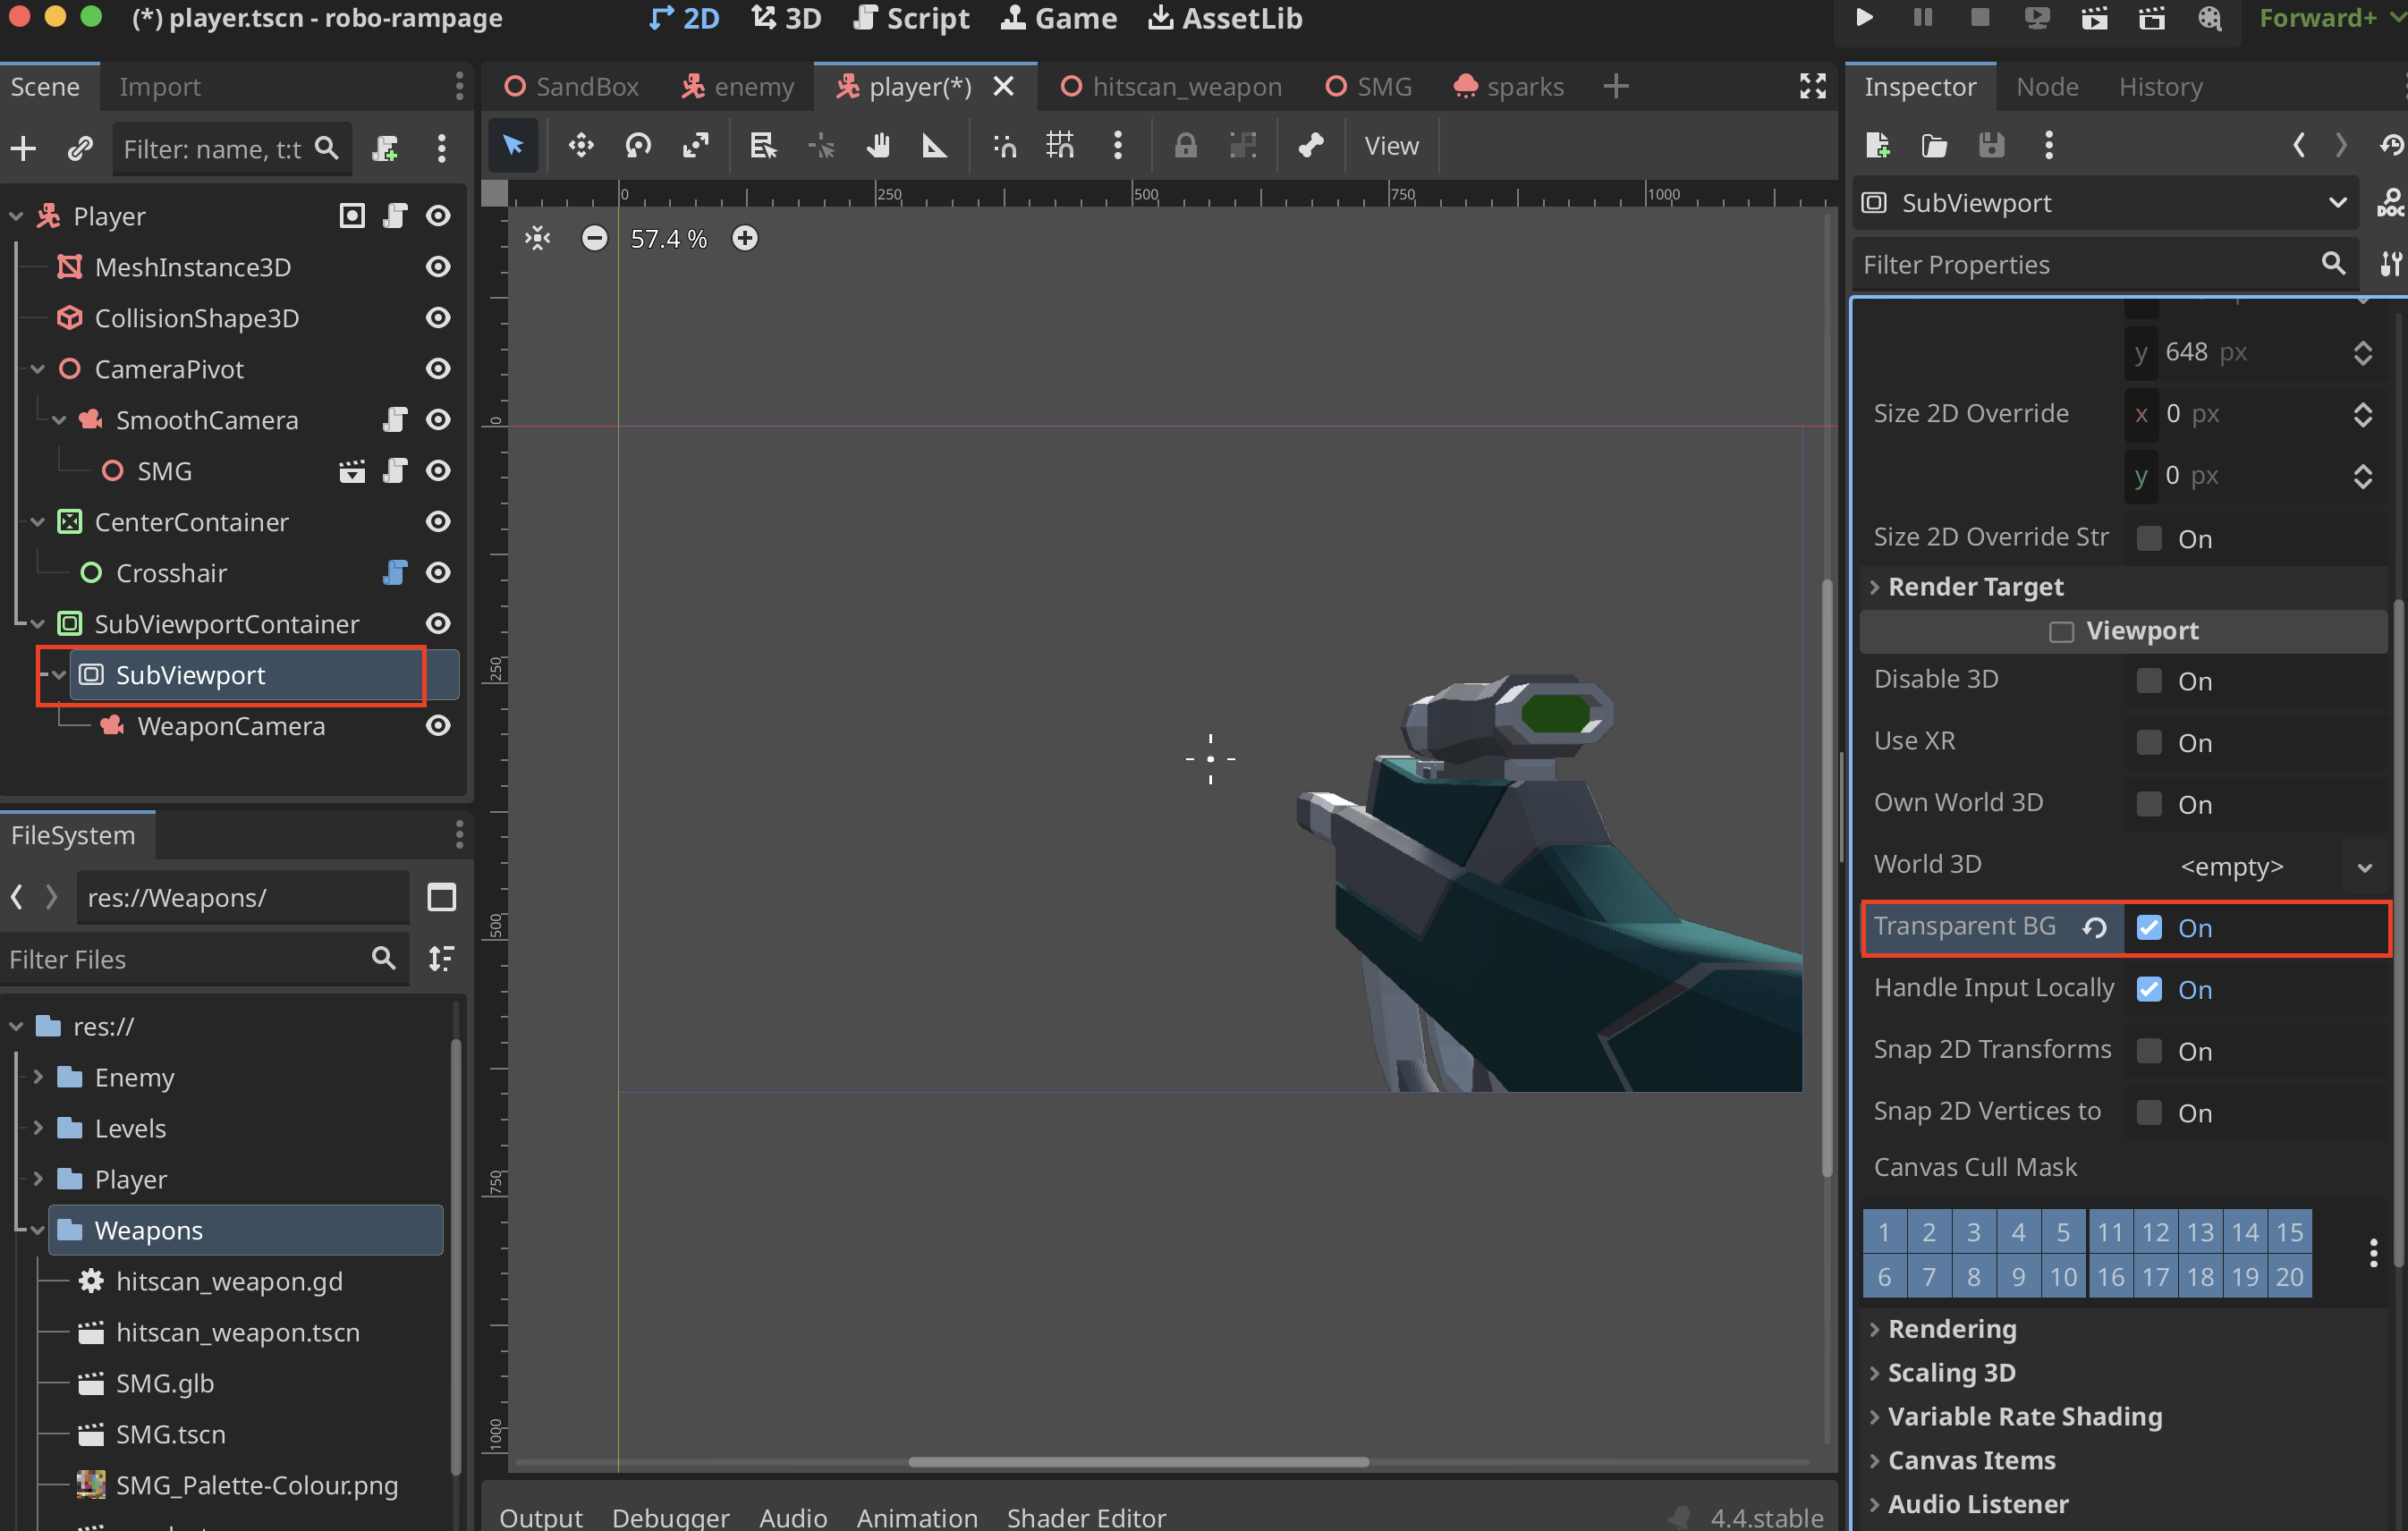 (*) player.tscn - robo-rampage
2D
3D
Script
Game
AssetLib
Forward+
Scene
Import
Filter: name, t:t
Player
MeshInstance3D
CollisionShape3D
CameraPivot
SmoothCamera
SMG
CenterContainer
Crosshair
SubViewportContainer
SubViewport
WeaponCamera
FileSystem
res://Weapons/
Filter Files
res://
Enemy
Levels
Player
Weapons
hitscan_weapon.gd
hitscan_weapon.tscn
SMG.glb
SMG.tscn
SMG_Palette-Colour.png
SandBox
enemy
player(*)
hitscan_weapon
SMG
sparks
View
0
250
500
750
1000
57.4 %
0
250
500
750
1000
Output
Debugger
Audio
Animation
Shader Editor
4.4.stable
Inspector
Node
History
SubViewport
DOC
Filter Properties
y 648 px
Size 2D Override x 0 px
y 0 px
Size 2D Override Str On
Render Target
Viewport
Disable 3D On
Use XR On
Own World 3D On
World 3D <empty>
Transparent BG On
Handle Input Locally On
Snap 2D Transforms On
Snap 2D Vertices to On
Canvas Cull Mask
1 2 3 4 5 11 12 13 14 15
6 7 8 9 10 16 17 18 19 20
Rendering
Scaling 3D
Variable Rate Shading
Canvas Items
Audio Listener